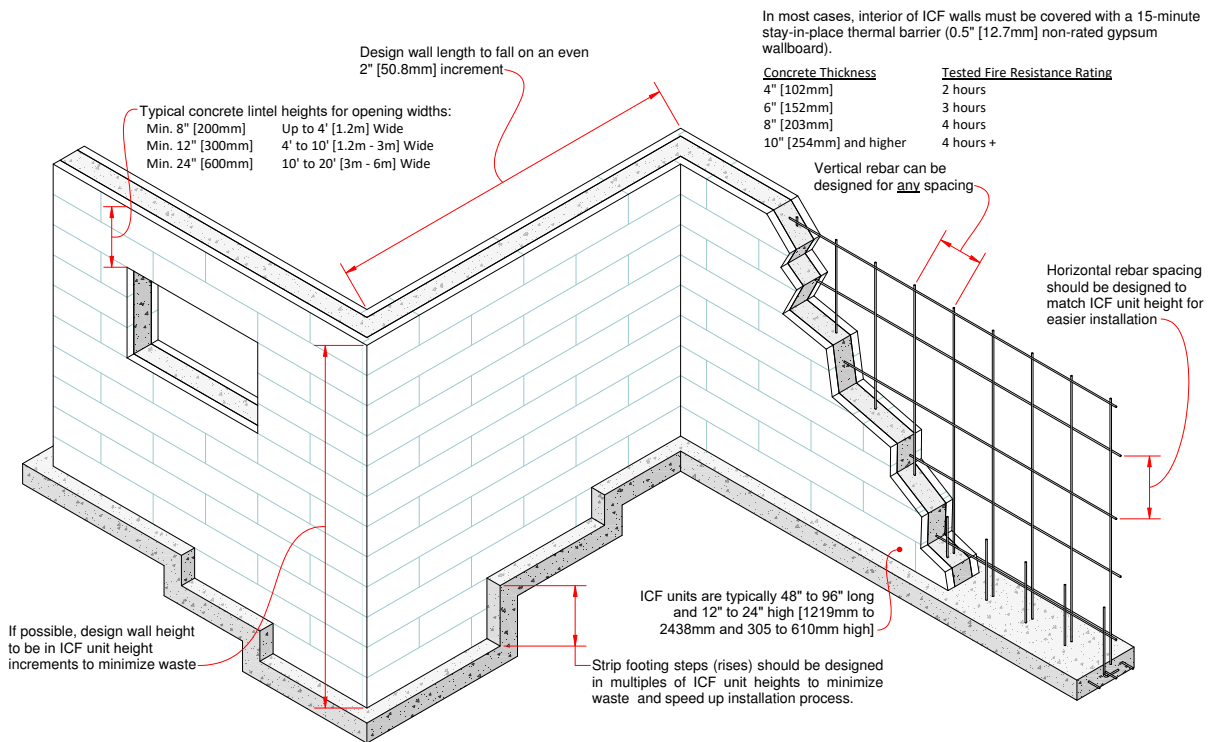 In most cases, interior of ICF walls must be covered with a 15-minute
stay-in-place thermal barrier (0.5" [12.7mm] non-rated gypsum
wallboard).
Concrete Thickness Tested Fire Resistance Rating
4" [102mm] 2 hours
6" [152mm] 3 hours
8" [203mm] 4 hours
10" [254mm] and higher 4 hours +
Design wall length to fall on an even
2" [50.8mm] increment
Typical concrete lintel heights for opening widths:
Min. 8" [200mm] Up to 4' [1.2m] Wide
Min. 12" [300mm] 4' to 10' [1.2m - 3m] Wide
Min. 24" [600mm] 10' to 20' [3m - 6m] Wide
Vertical rebar can be
designed for any spacing
Horizontal rebar spacing
should be designed to
match ICF unit height for
easier installation
ICF units are typically 48" to 96" long
and 12" to 24" high [1219mm to
2438mm and 305 to 610mm high]
If possible, design wall height
to be in ICF unit height
increments to minimize waste
Strip footing steps (rises) should be designed
in multiples of ICF unit heights to minimize
waste and speed up installation process.